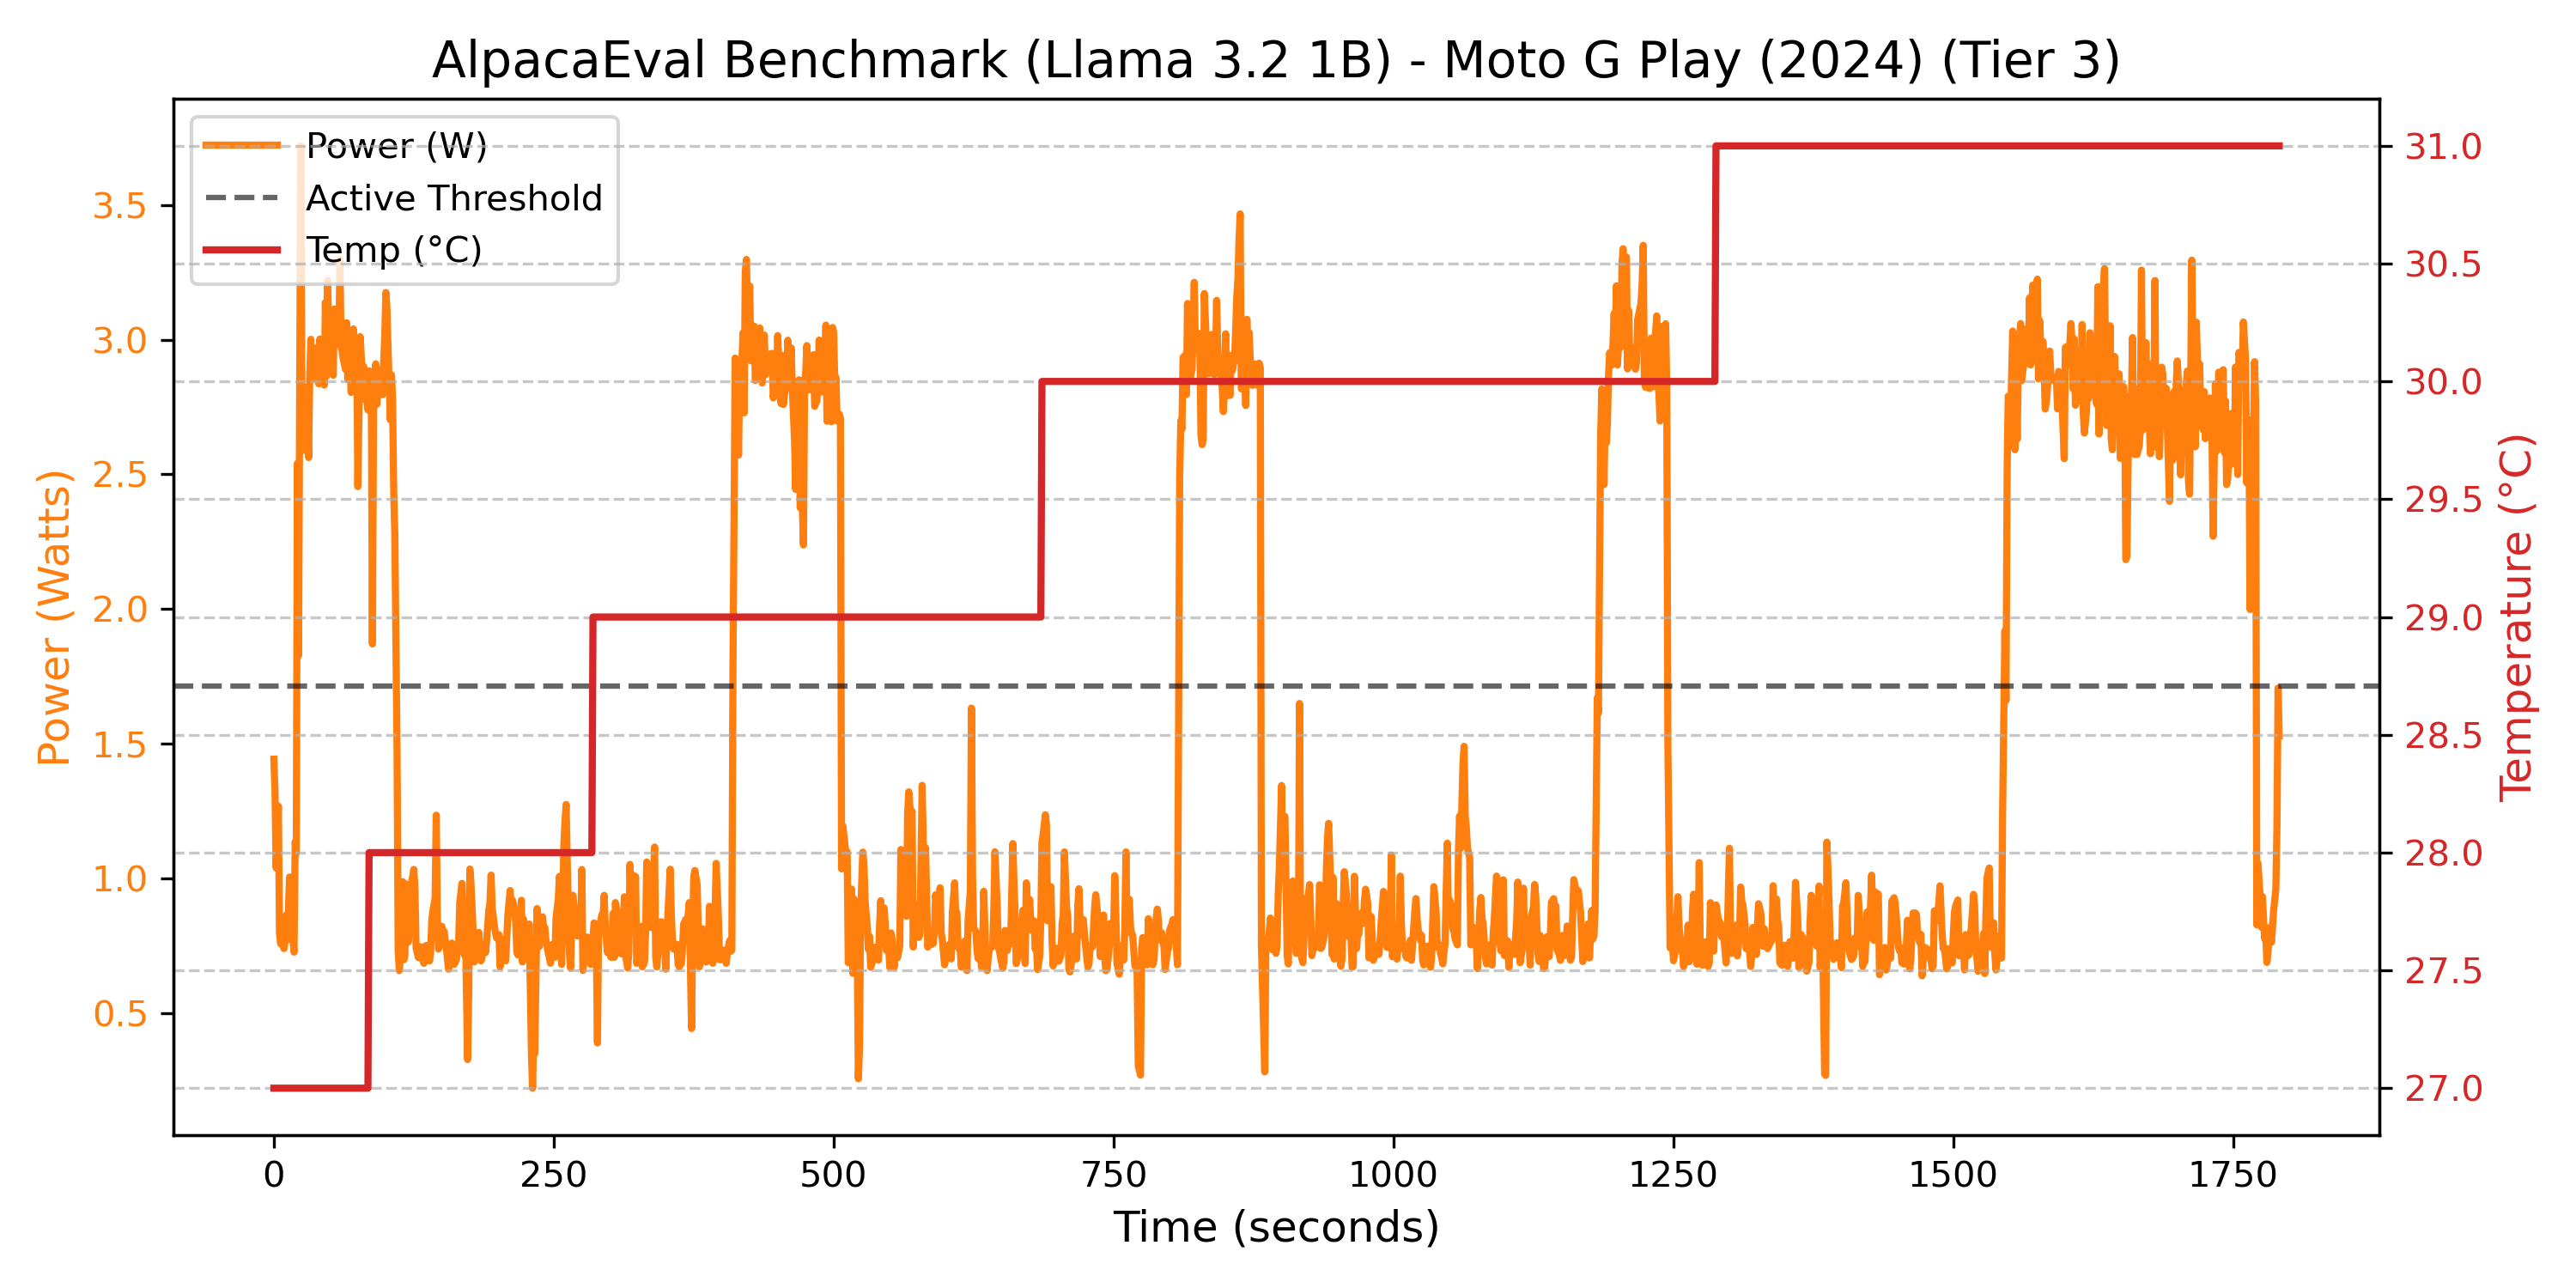 AlpacaEval Benchmark (Llama 3.2 1B) - Moto G Play (2024) (Tier 3)
Power (W)
Active Threshold
Temp (°C)
Power (Watts)
3.5
3.0
2.5
2.0
1.5
1.0
0.5
31.0
30.5
30.0
29.5
29.0
28.5
28.0
27.5
27.0
Temperature (°C)
0 250 500 750 1000 1250 1500 1750
Time (seconds)